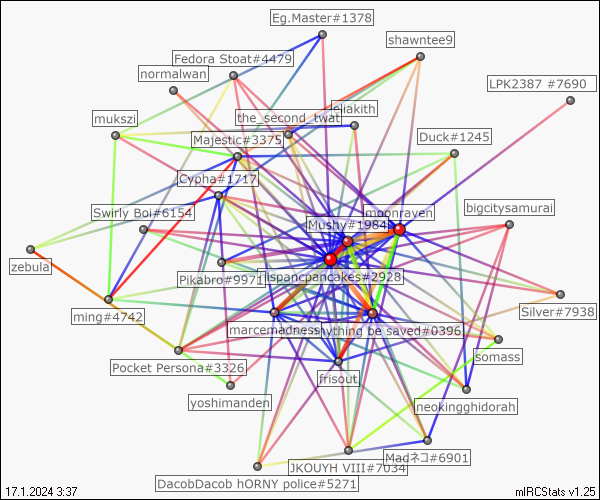 Eg.Master#1378
shawntee9
Fedora Stoat#4479
normalwan
LPK2387 #7690
eliakith
the_second_twat
mukszi
Majestic#3375
Duck#1245
Cypha#1717
Swirly Boi#6154
moonraven
bigcitysamurai
Mushy#1984
zebula
Pikabro#9971
lispancpancakes#2928
ming#4742
Silver#7938
marcemadness
nything be saved#0396
somass
Pocket Persona#3326
frisout
yoshimanden
neokingghidorah
Madネコ#6901
JKOUYH VIII#7034
DacobDacob hORNY police#5271
17.1.2024 3:37
mIRCStats v1.25